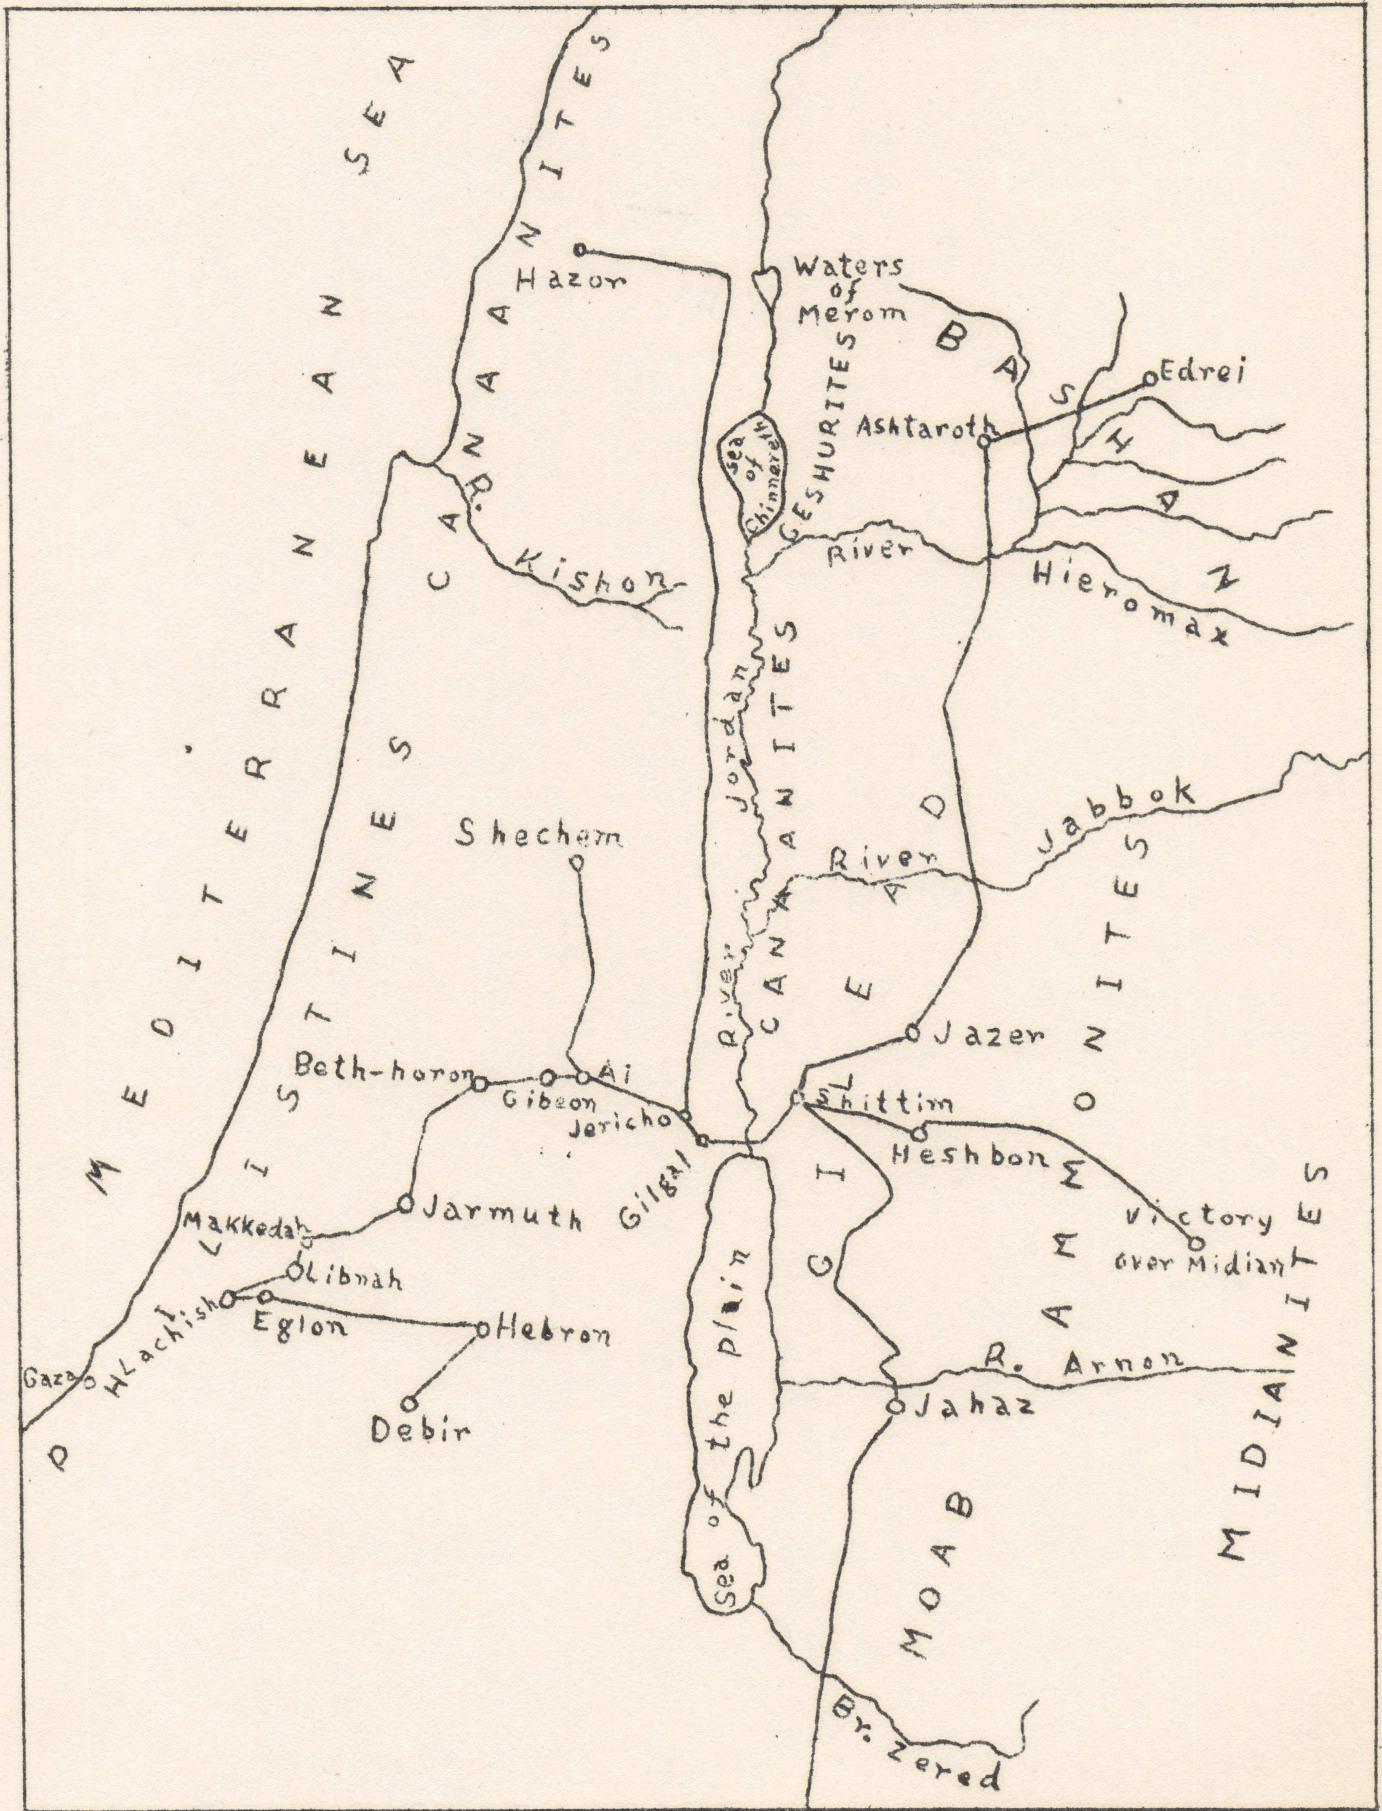 MEDITERRANEAN SEA
CANAANITES
Hazor
Waters
of
Merom
BASHAN
Edrei
Ashtaroth
GESHURITES
Sea
of
Chinnereth
R. Kishon
River Hieromax
River Jordan
CANAANITES
PHILISTINES
Shechem
River Jabbok
GILEAD
AMMONITES
Jazer
Beth-horon
Gibeon
Ai
Jericho
Gilgal
Shittim
Heshbon
Victory
over Midian
MIDIANITES
Jarmuth
Makkedah
Libnah
Lachish
Eglon
Hebron
Gaza
Debir
Sea of the plain
R. Arnon
Jahaz
MOAB
Br. Zered